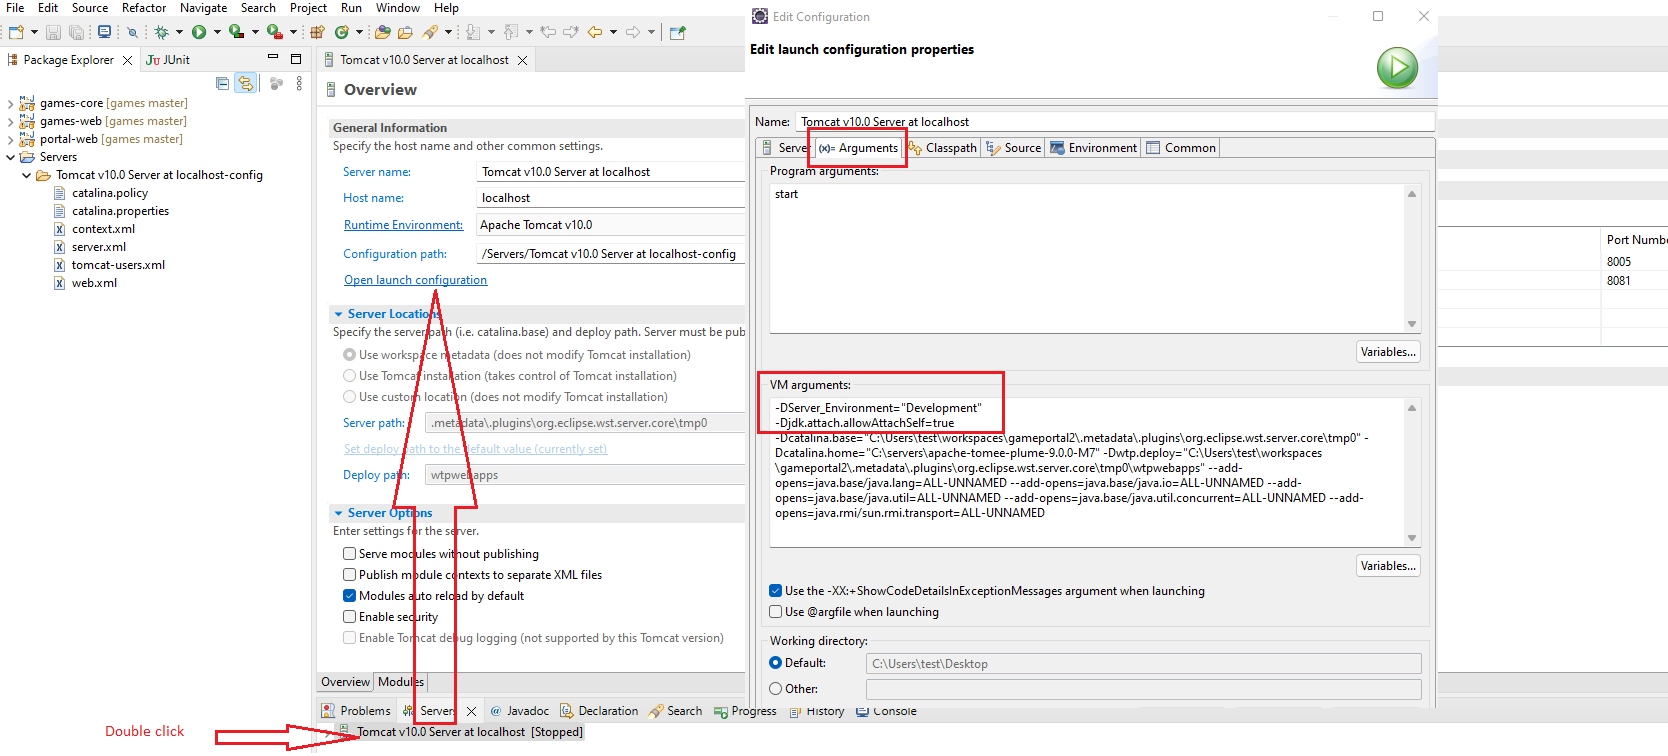 File Edit Source Refactor Navigate Search Project Run Window Help
Package Explorer
JUnit
games-core [games master]
games-web [games master]
portal-web [games master]
Servers
Tomcat v10.0 Server at localhost-config
catalina.policy
catalina.properties
context.xml
server.xml
tomcat-users.xml
web.xml
Tomcat v10.0 Server at localhost
Overview
General Information
Specify the host name and other common settings.
Server name: Tomcat v10.0 Server at localhost
Host name: localhost
Runtime Environment: Apache Tomcat v10.0
Configuration path: /Servers/Tomcat v10.0 Server at localhost-config
Open launch configuration
Server Locations
Specify the server path (i.e. catalina.base) and deploy path. Server must be pub
Use workspace metadata (does not modify Tomcat installation)
Use Tomcat installation (takes control of Tomcat installation)
Use custom location (does not modify Tomcat installation)
Server path: .metadata\.plugins\org.eclipse.wst.server.core\tmp0
Set deploy path to the default value (currently set)
Deploy path: wtpwebapps
Server Options
Enter settings for the server.
Serve modules without publishing
Publish module contexts to separate XML files
Modules auto reload by default
Enable security
Enable Tomcat debug logging (not supported by this Tomcat version)
Overview Modules
Problems Servers Javadoc Declaration Search Progress History Console
Double click
Tomcat v10.0 Server at localhost [Stopped]
Edit Configuration
Edit launch configuration properties
Name: Tomcat v10.0 Server at localhost
Server (x)= Arguments Classpath Source Environment Common
Program arguments:
start
Variables...
VM arguments:
-DServer_Environment="Development"
-Djdk.attach.allowAttachSelf=true
-Dcatalina.base="C:\Users\test\workspaces\gameportal2\.metadata\.plugins\org.eclipse.wst.server.core\tmp0" -
Dcatalina.home="C:\servers\apache-tomee-plume-9.0.0-M7" -Dwtp.deploy="C:\Users\test\workspaces
\gameportal2\.metadata\.plugins\org.eclipse.wst.server.core\tmp0\wtpwebapps" --add-
opens=java.base/java.lang=ALL-UNNAMED --add-opens=java.base/java.io=ALL-UNNAMED --add-
opens=java.base/java.util=ALL-UNNAMED --add-opens=java.base/java.util.concurrent=ALL-UNNAMED --add-
opens=java.rmi/sun.rmi.transport=ALL-UNNAMED
Variables...
Use the -XX:+ShowCodeDetailsInExceptionMessages argument when launching
Use @argfile when launching
Working directory:
Default: C:\Users\test\Desktop
Other:
Port Numbe
8005
8081